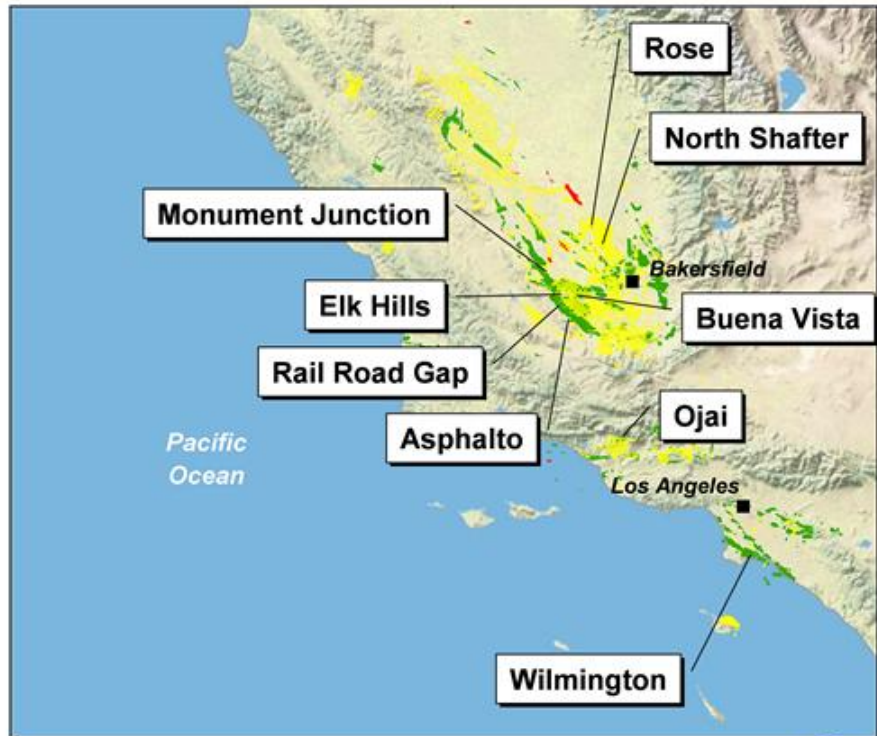 Rose
North Shafter
Monument Junction
Bakersfield
Elk Hills
Buena Vista
Rail Road Gap
Ojai
Asphalto
Pacific
Ocean
Los Angeles
Wilmington